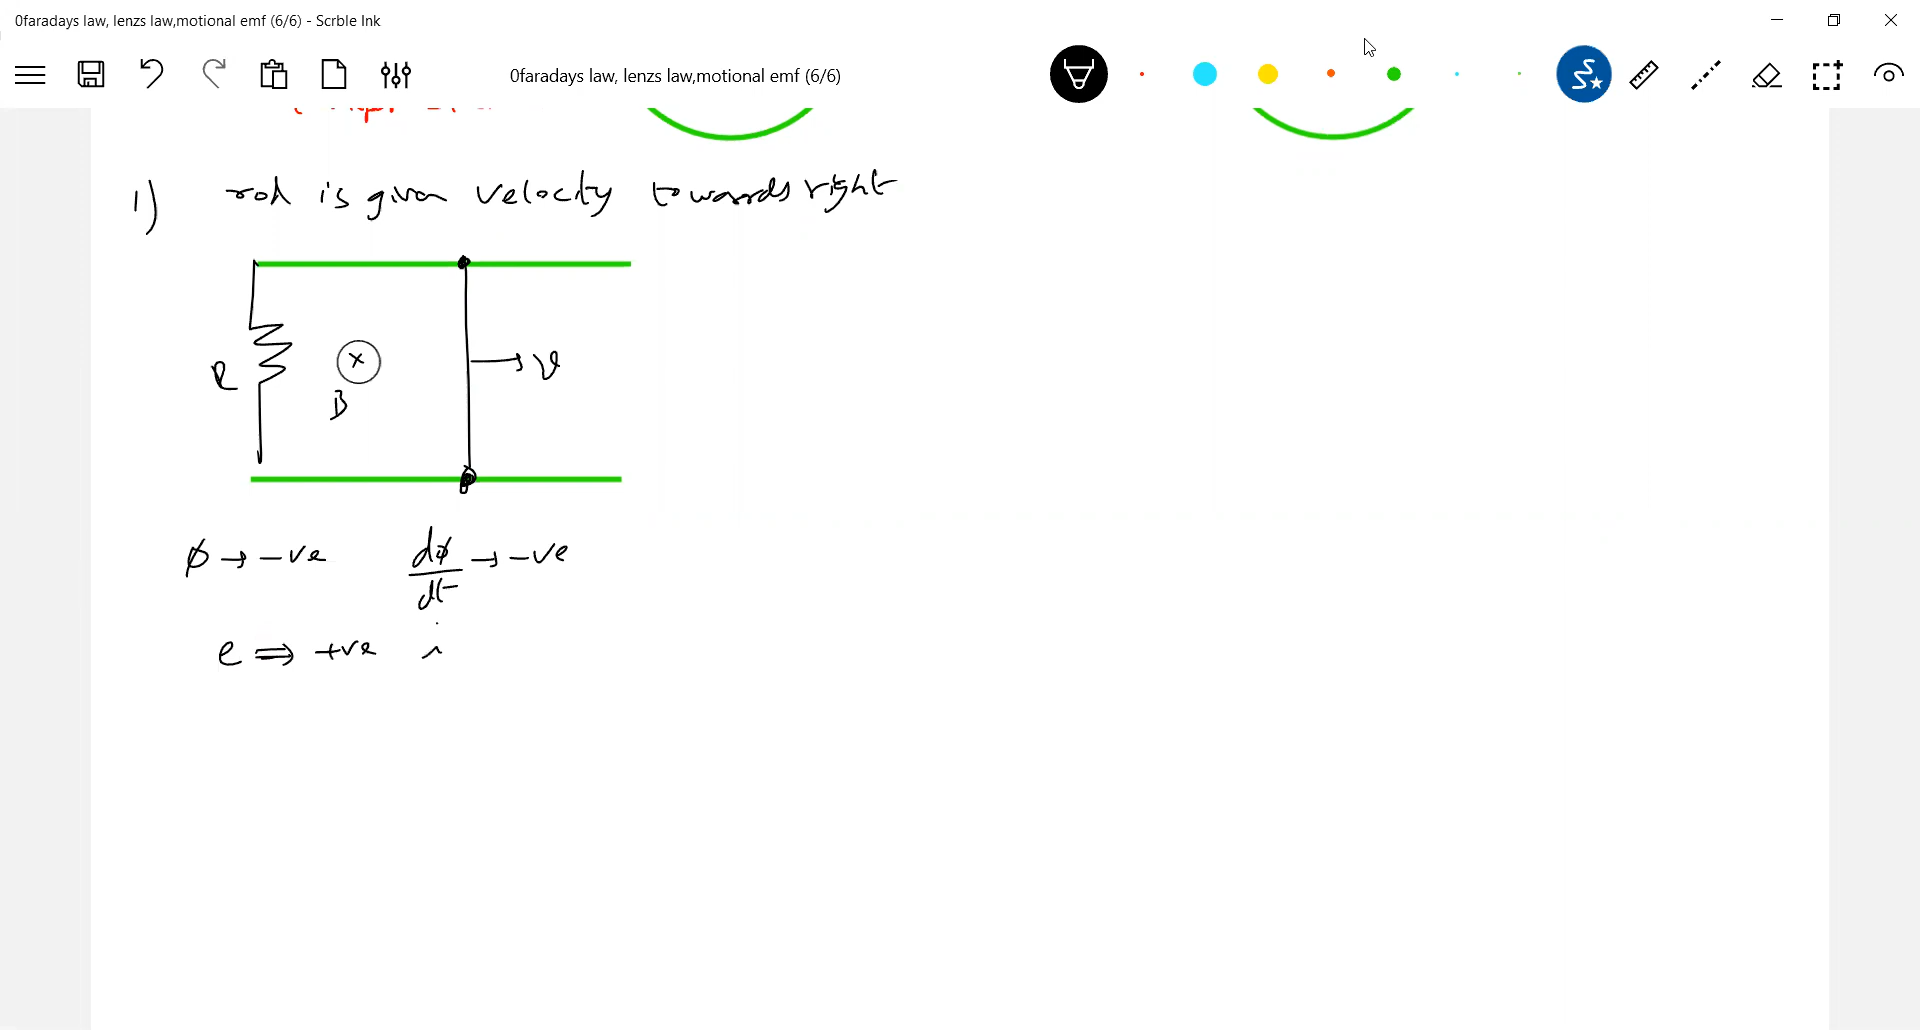 0faradays law, lenzs law,motional emf (6/6) - Scrble Ink
0faradays law, lenzs law,motional emf (6/6)
1) rod is given velocity towards right
R
x
B
v
ϕ → -ve dϕ/dt → -ve
e ⇒ +ve i